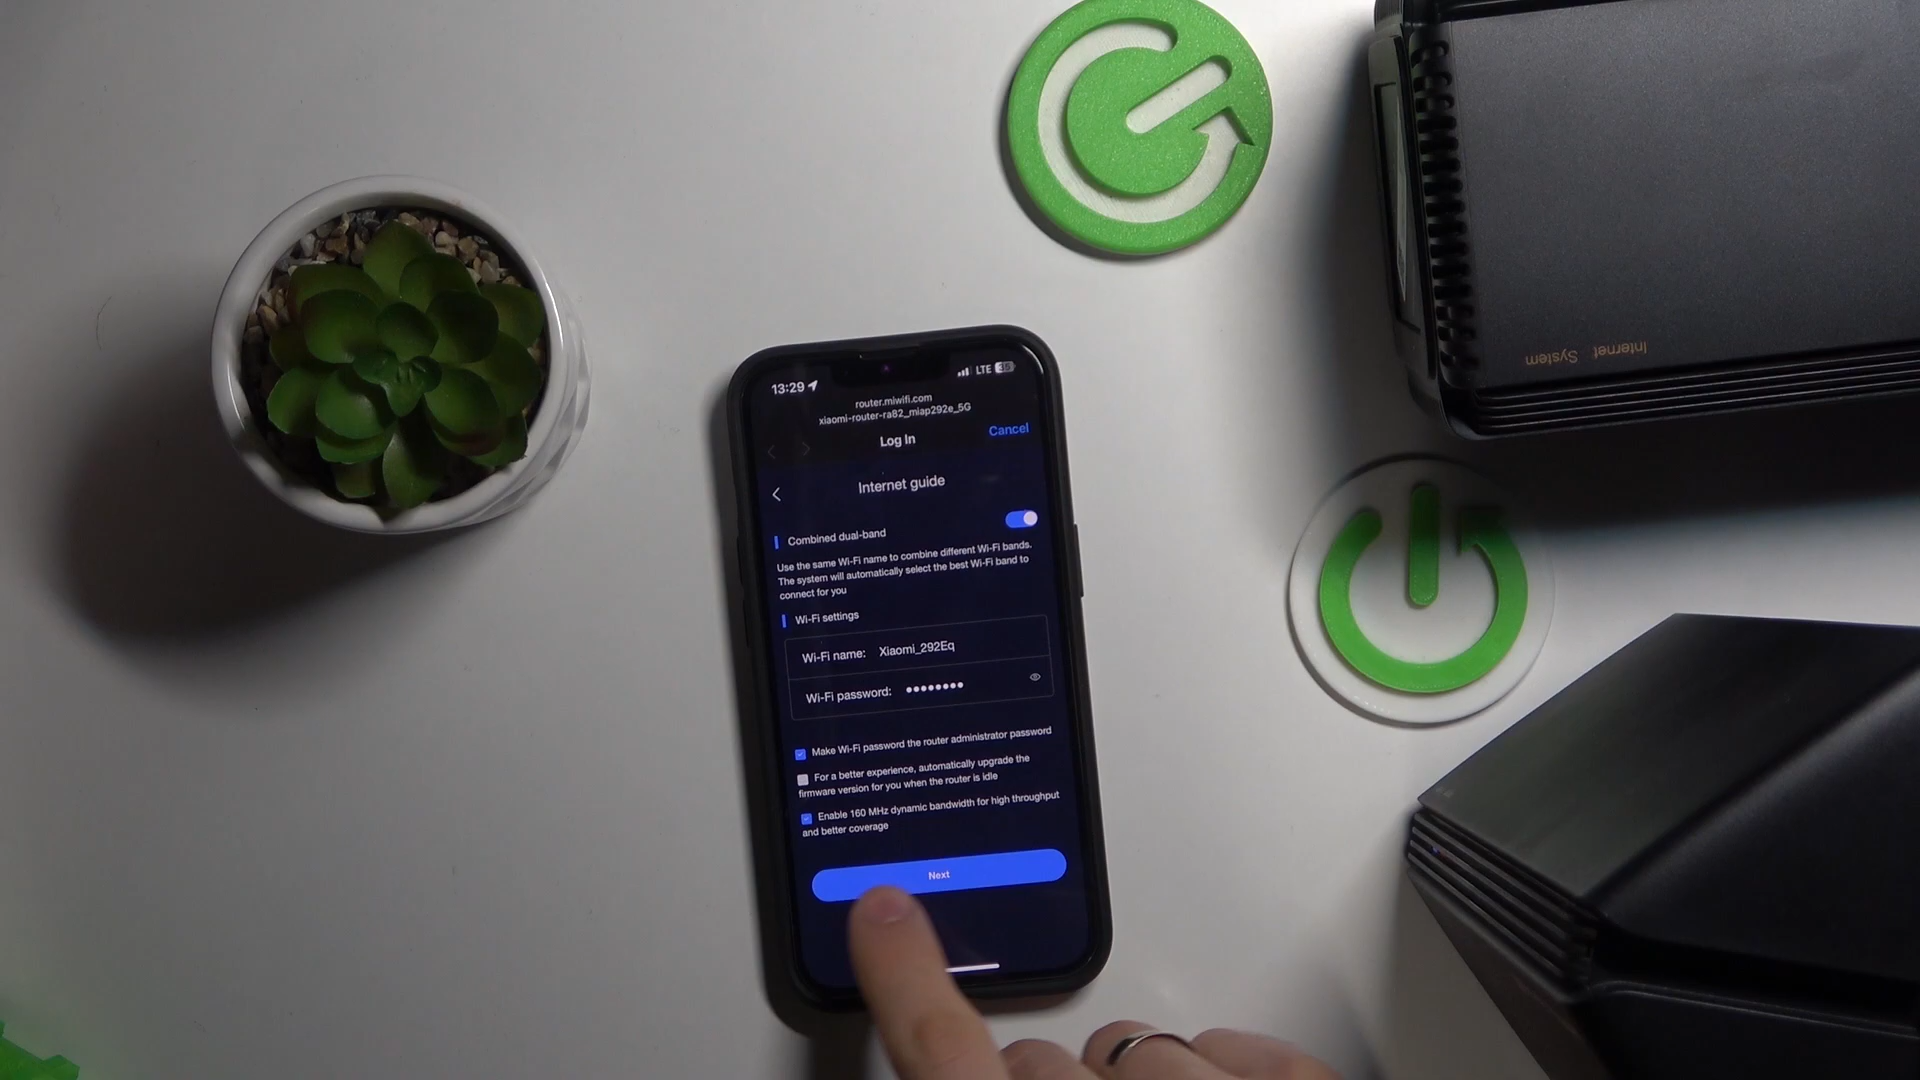 13:29
LTE 36
router.miwifi.com
xiaomi-router-ra82_miap292e_5G
Log In
Cancel
Internet guide
Combined dual-band
Use the same Wi-Fi name to combine different Wi-Fi bands.
The system will automatically select the best Wi-Fi band to
connect for you
Wi-Fi settings
Wi-Fi name: Xiaomi_292Eq
Wi-Fi password: ••••••••
Make Wi-Fi password the router administrator password
For a better experience, automatically upgrade the
firmware version for you when the router is idle
Enable 160 MHz dynamic bandwidth for high throughput
and better coverage
Next
System Internet